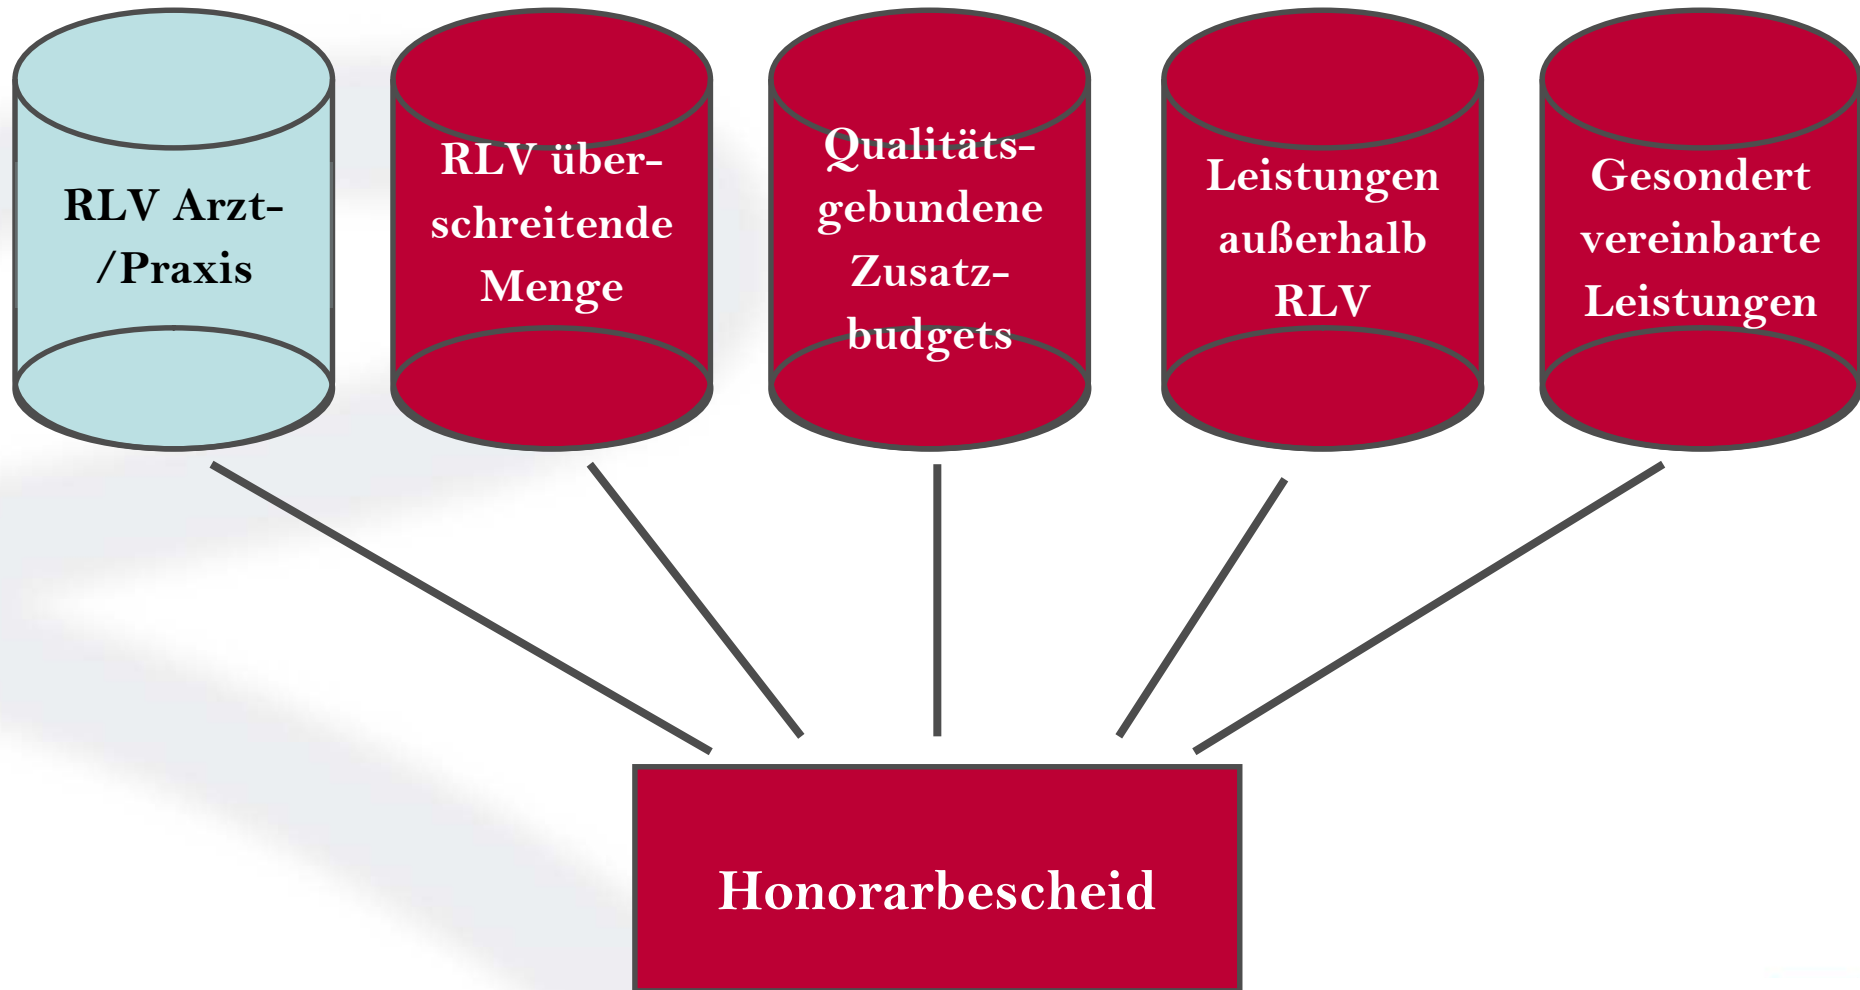 RLV Arzt-
/Praxis
RLV über-
schreitende
Menge
Qualitäts-
gebundene
Zusatz-
budgets
Leistungen
außerhalb
RLV
Gesondert
vereinbarte
Leistungen
Honorarbescheid